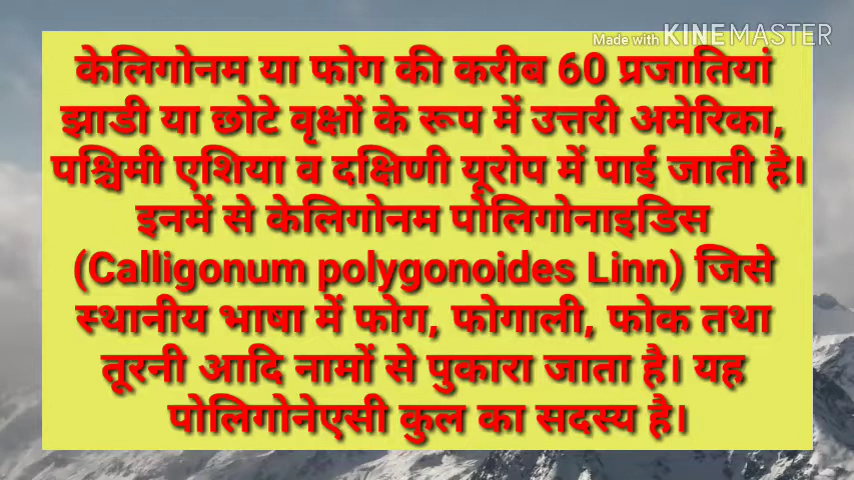 Made with KINEMASTER
केलिगोनम या फोग की करीब 60 प्रजातियां
झाडी या छोटे वृक्षों के रूप में उत्तरी अमेरिका,
पश्चिमी एशिया व दक्षिणी यूरोप में पाई जाती है।
इनमें से केलिगोनम पोलिगोनाइडिस
(Calligonum polygonoides Linn) जिसे
स्थानीय भाषा में फोग, फोगाली, फोक तथा
तूरनी आदि नामों से पुकारा जाता है। यह
पोलिगोनेएसी कुल का सदस्य है।